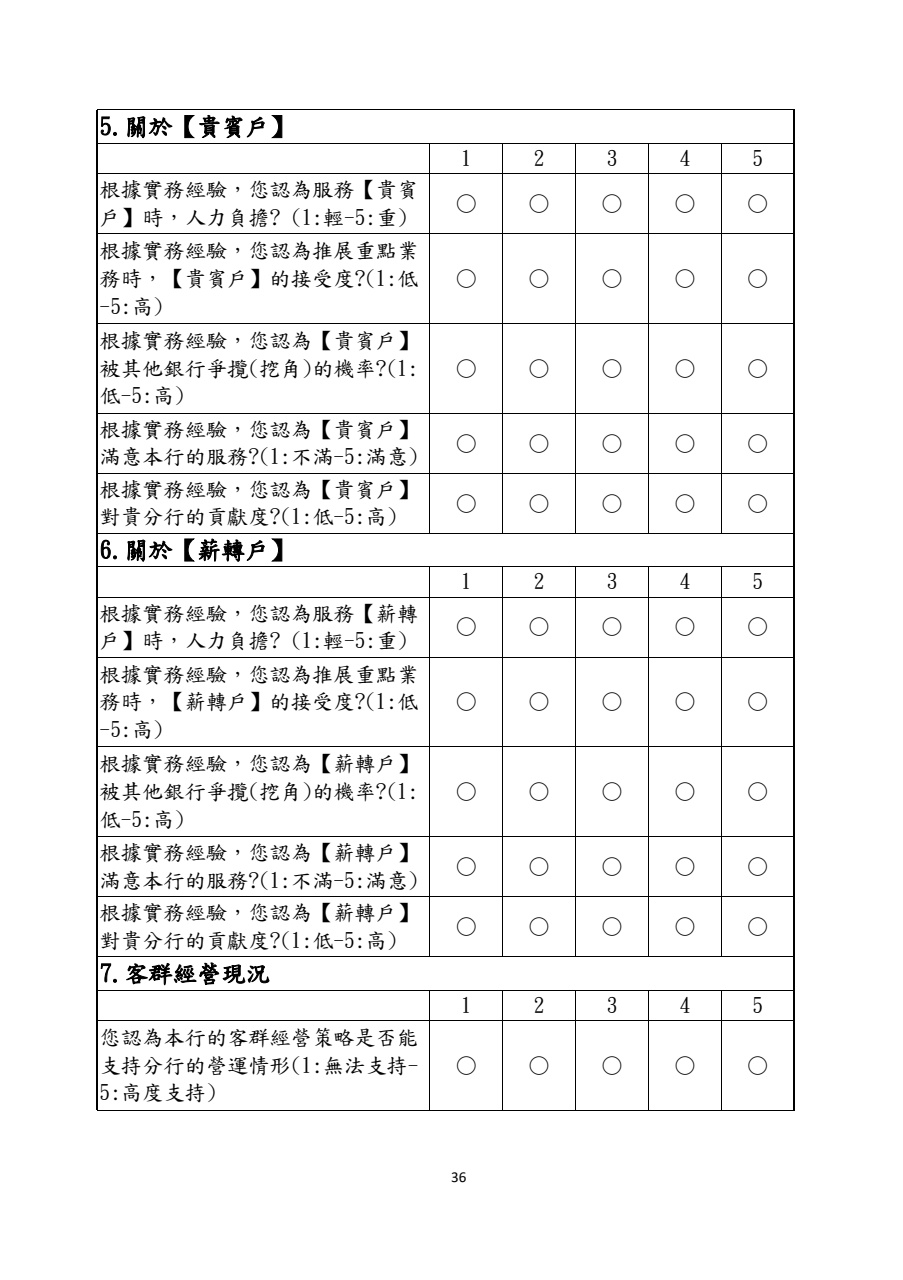 5.關於【貴賓戶】
1 2 3 4 5
根據實務經驗，您認為服務【貴賓
戶】時，人力負擔? (1:輕-5:重)
○ ○ ○ ○ ○
根據實務經驗，您認為推展重點業
務時，【貴賓戶】的接受度?(1:低
-5:高)
○ ○ ○ ○ ○
根據實務經驗，您認為【貴賓戶】
被其他銀行爭攬(挖角)的機率?(1:
低-5:高)
○ ○ ○ ○ ○
根據實務經驗，您認為【貴賓戶】
滿意本行的服務?(1:不滿-5:滿意)
○ ○ ○ ○ ○
根據實務經驗，您認為【貴賓戶】
對貴分行的貢獻度?(1:低-5:高)
○ ○ ○ ○ ○
6.關於【薪轉戶】
1 2 3 4 5
根據實務經驗，您認為服務【薪轉
戶】時，人力負擔? (1:輕-5:重)
○ ○ ○ ○ ○
根據實務經驗，您認為推展重點業
務時，【薪轉戶】的接受度?(1:低
-5:高)
○ ○ ○ ○ ○
根據實務經驗，您認為【薪轉戶】
被其他銀行爭攬(挖角)的機率?(1:
低-5:高)
○ ○ ○ ○ ○
根據實務經驗，您認為【薪轉戶】
滿意本行的服務?(1:不滿-5:滿意)
○ ○ ○ ○ ○
根據實務經驗，您認為【薪轉戶】
對貴分行的貢獻度?(1:低-5:高)
○ ○ ○ ○ ○
7.客群經營現況
1 2 3 4 5
您認為本行的客群經營策略是否能
支持分行的營運情形(1:無法支持-
5:高度支持)
○ ○ ○ ○ ○
36